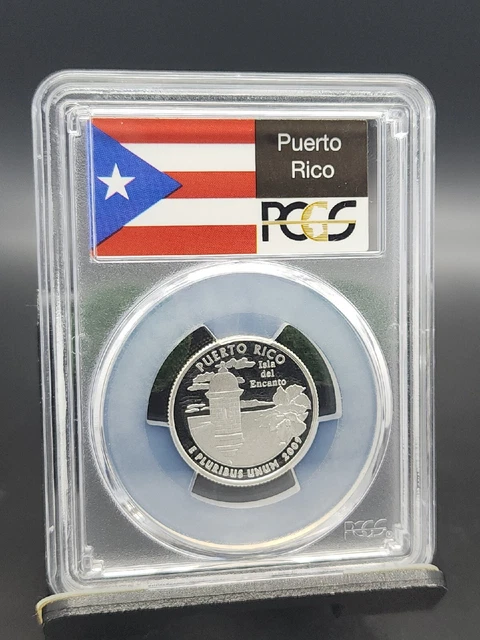 Puerto
Rico
PCGS
PUERTO RICO
Isla
del
Encanto
E PLURIBUS UNUM 2009
PCGS